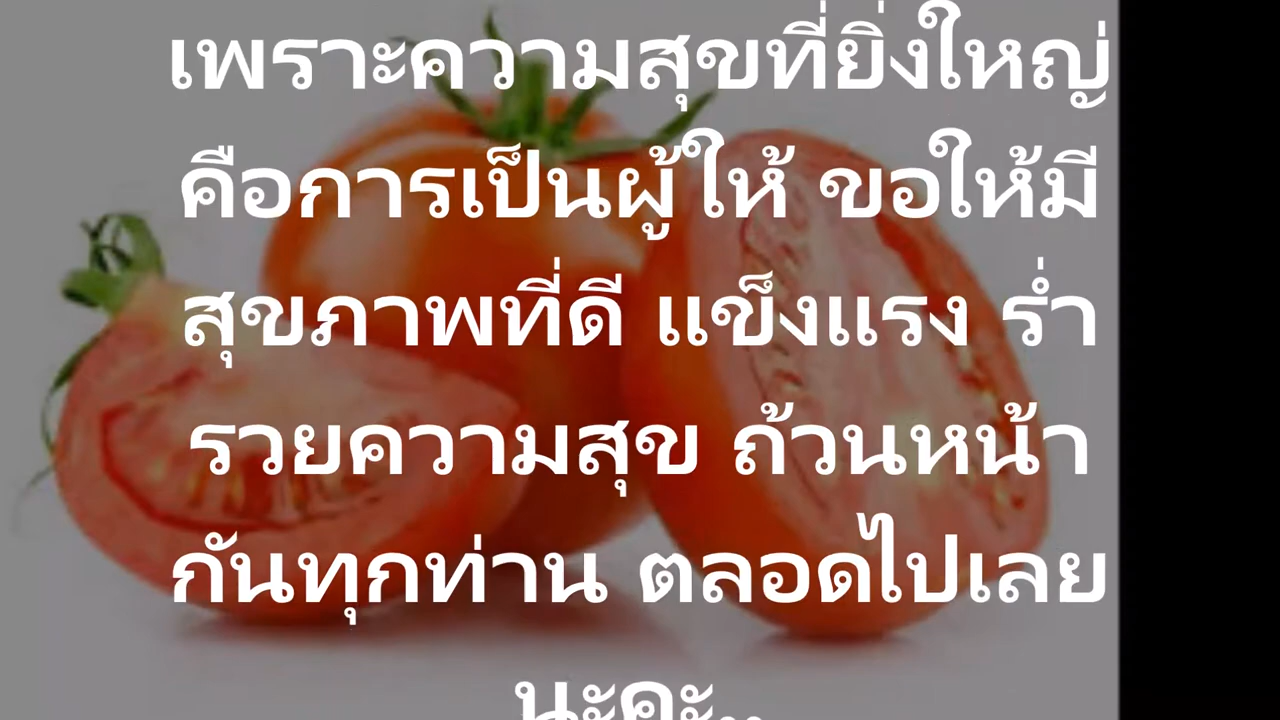 เพราะความสุขที่ยิ่งใหญ่
คือการเป็นผู้ให้ ขอให้มี
สุขภาพที่ดี แข็งแรง ร่ำ
รวยความสุข ถ้วนหน้า
กันทุกท่าน ตลอดไปเลย
นะคะ..